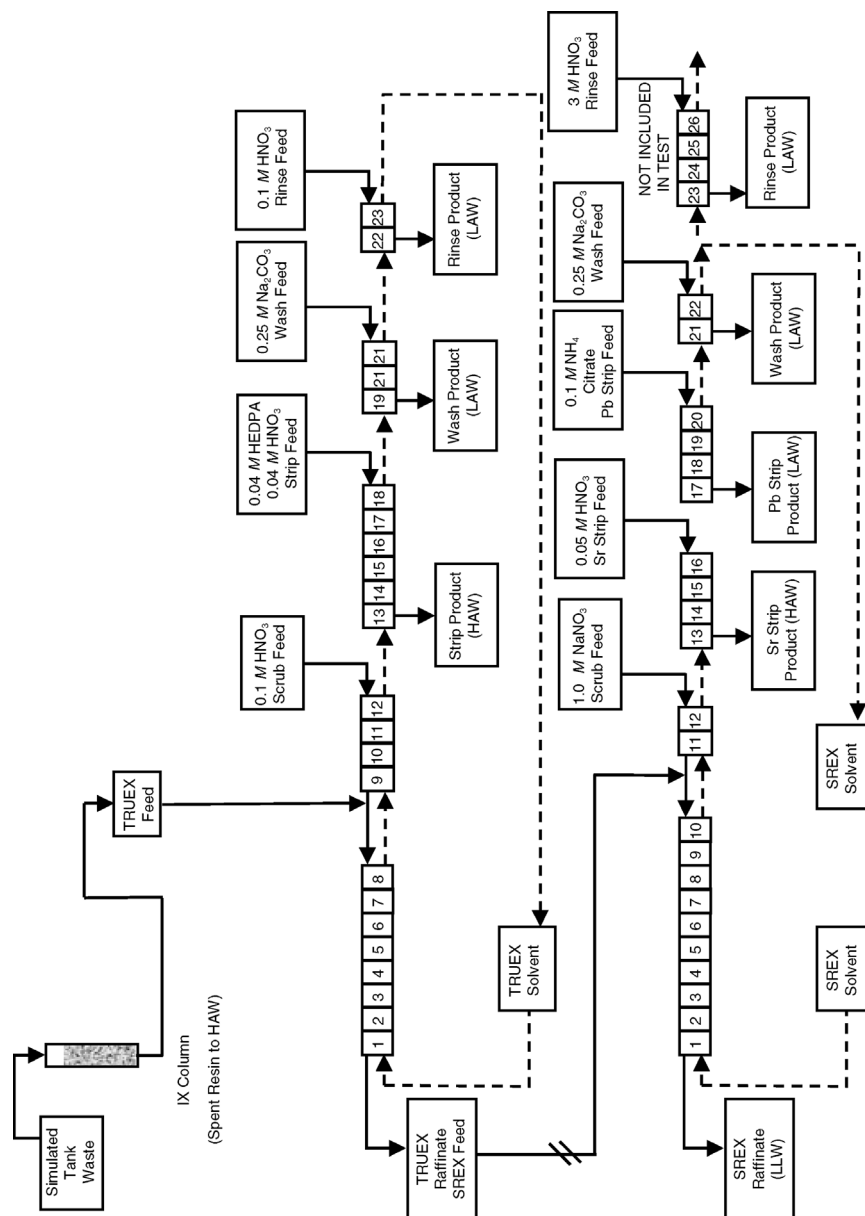 Simulated
Tank
Waste
IX Column
(Spent Resin to HAW)
TRUEX
Feed
0.1 M HNO₃
Scrub Feed
0.04 M HEDPA
0.04 M HNO₃
Strip Feed
0.25 M Na₂CO₃
Wash Feed
0.1 M HNO₃
Rinse Feed
1 2 3 4 5 6 7 8
9 10 11 12
13 14 15 16 17 18
19 21 21
22 23
TRUEX
Raffinate
SREX Feed
TRUEX
Solvent
Strip Product
(HAW)
Wash Product
(LAW)
Rinse Product
(LAW)
1.0 M NaNO₃
Scrub Feed
0.05 M HNO₃
Sr Strip Feed
0.1 M NH₄
Citrate
Pb Strip Feed
0.25 M Na₂CO₃
Wash Feed
3 M HNO₃
Rinse Feed
NOT INCLUDED
IN TEST
1 2 3 4 5 6 7 8 9 10
11 12
13 14 15 16
17 18 19 20
21 22
23 24 25 26
SREX
Raffinate
(LLW)
SREX
Solvent
SREX
Solvent
Sr Strip
Product (HAW)
Pb Strip
Product (LAW)
Wash Product
(LAW)
Rinse Product
(LAW)